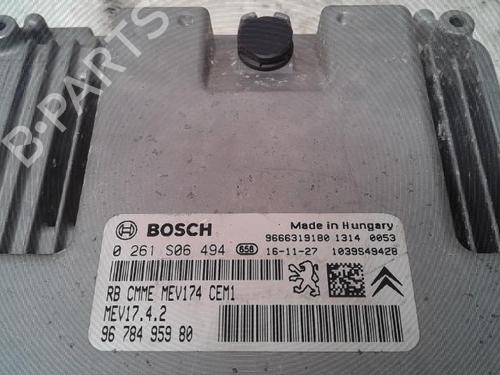 B-PARTS
BOSCH
Made in Hungary
9666319180 1314 0053
0 261 S06 494 658 16-11-27 1039S49428
RB CMME MEV174 CEM1
MEV17.4.2
96 784 959 80